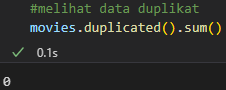 #melihat data duplikat
movies.duplicated().sum()
0.1s
0